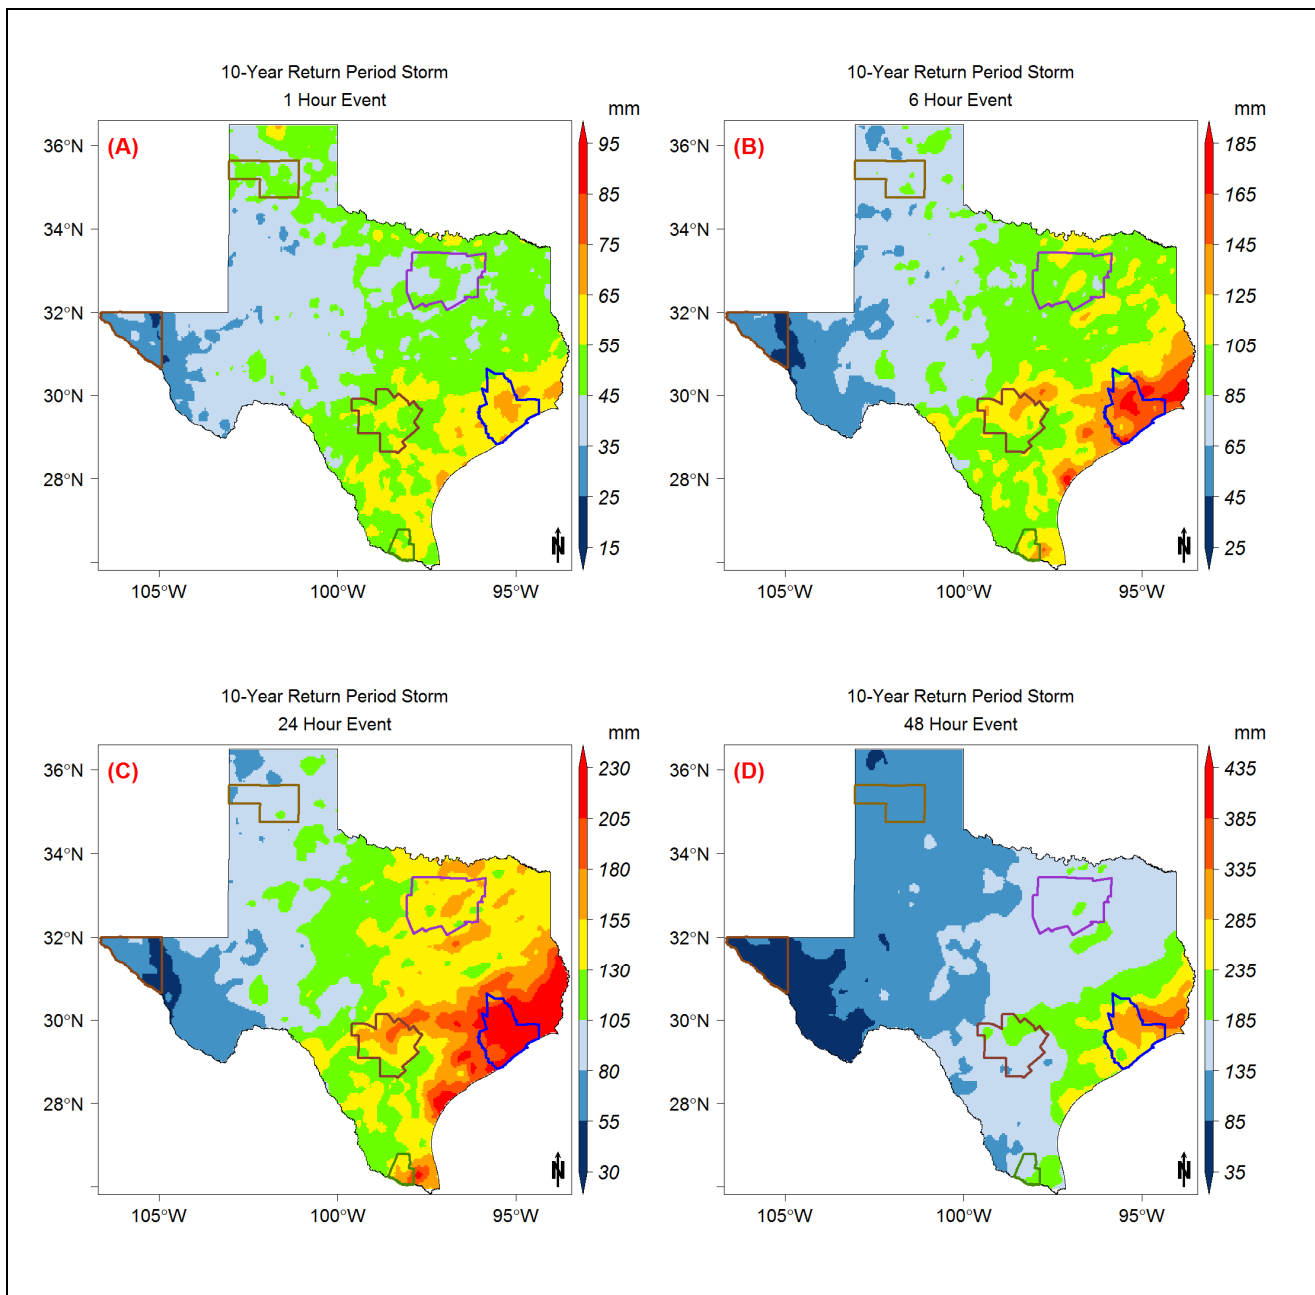 10-Year Return Period Storm
1 Hour Event
mm
(A)
36°N
34°N
32°N
30°N
28°N
105°W
100°W
95°W
N
95
85
75
65
55
45
35
25
15
10-Year Return Period Storm
6 Hour Event
mm
(B)
36°N
34°N
32°N
30°N
28°N
105°W
100°W
95°W
N
185
165
145
125
105
85
65
45
25
10-Year Return Period Storm
24 Hour Event
mm
(C)
36°N
34°N
32°N
30°N
28°N
105°W
100°W
95°W
N
230
205
180
155
130
105
80
55
30
10-Year Return Period Storm
48 Hour Event
mm
(D)
36°N
34°N
32°N
30°N
28°N
105°W
100°W
95°W
N
435
385
335
285
235
185
135
85
35